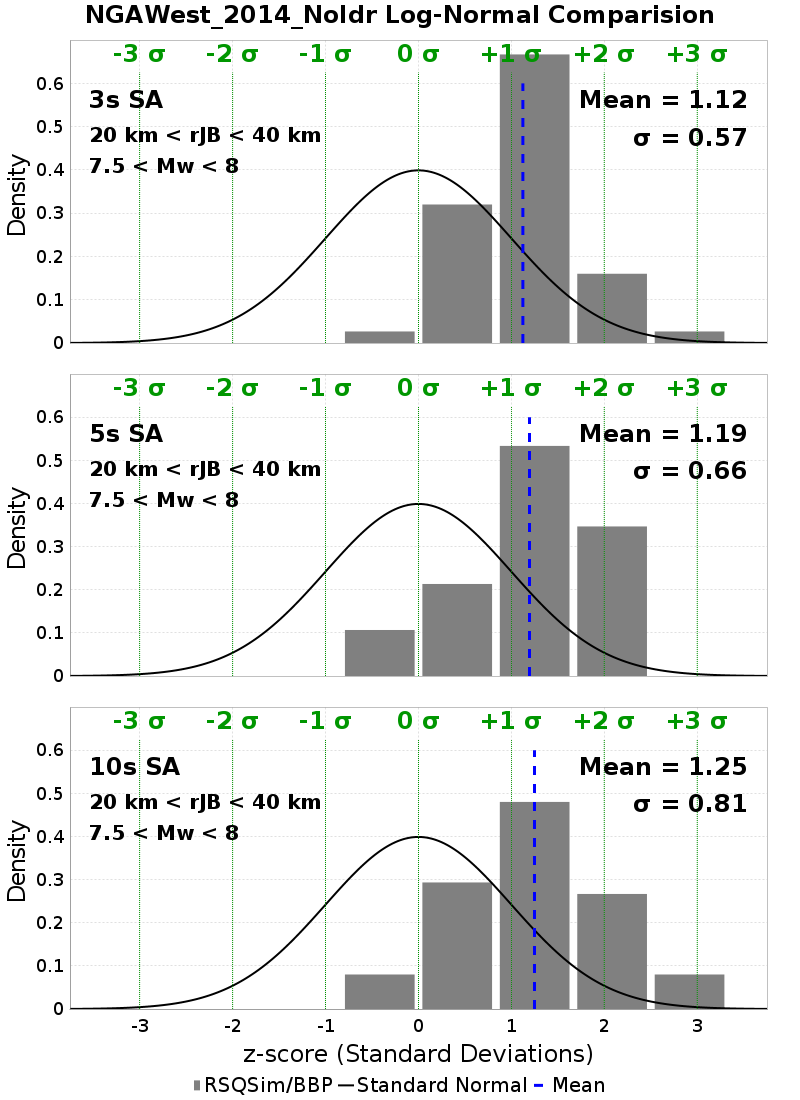 NGAWest_2014_NoIdr Log-Normal Comparision
-3 σ -2 σ -1 σ 0 σ +1 σ +2 σ +3 σ
3s SA Mean = 1.12
20 km < rJB < 40 km σ = 0.57
7.5 < Mw < 8
Density
0.6
0.5
0.4
0.3
0.2
0.1
0
-3 σ -2 σ -1 σ 0 σ +1 σ +2 σ +3 σ
5s SA Mean = 1.19
20 km < rJB < 40 km σ = 0.66
7.5 < Mw < 8
Density
0.6
0.5
0.4
0.3
0.2
0.1
0
-3 σ -2 σ -1 σ 0 σ +1 σ +2 σ +3 σ
10s SA Mean = 1.25
20 km < rJB < 40 km σ = 0.81
7.5 < Mw < 8
Density
0.6
0.5
0.4
0.3
0.2
0.1
0
-3 -2 -1 0 1 2 3
z-score (Standard Deviations)
RSQSim/BBP Standard Normal Mean